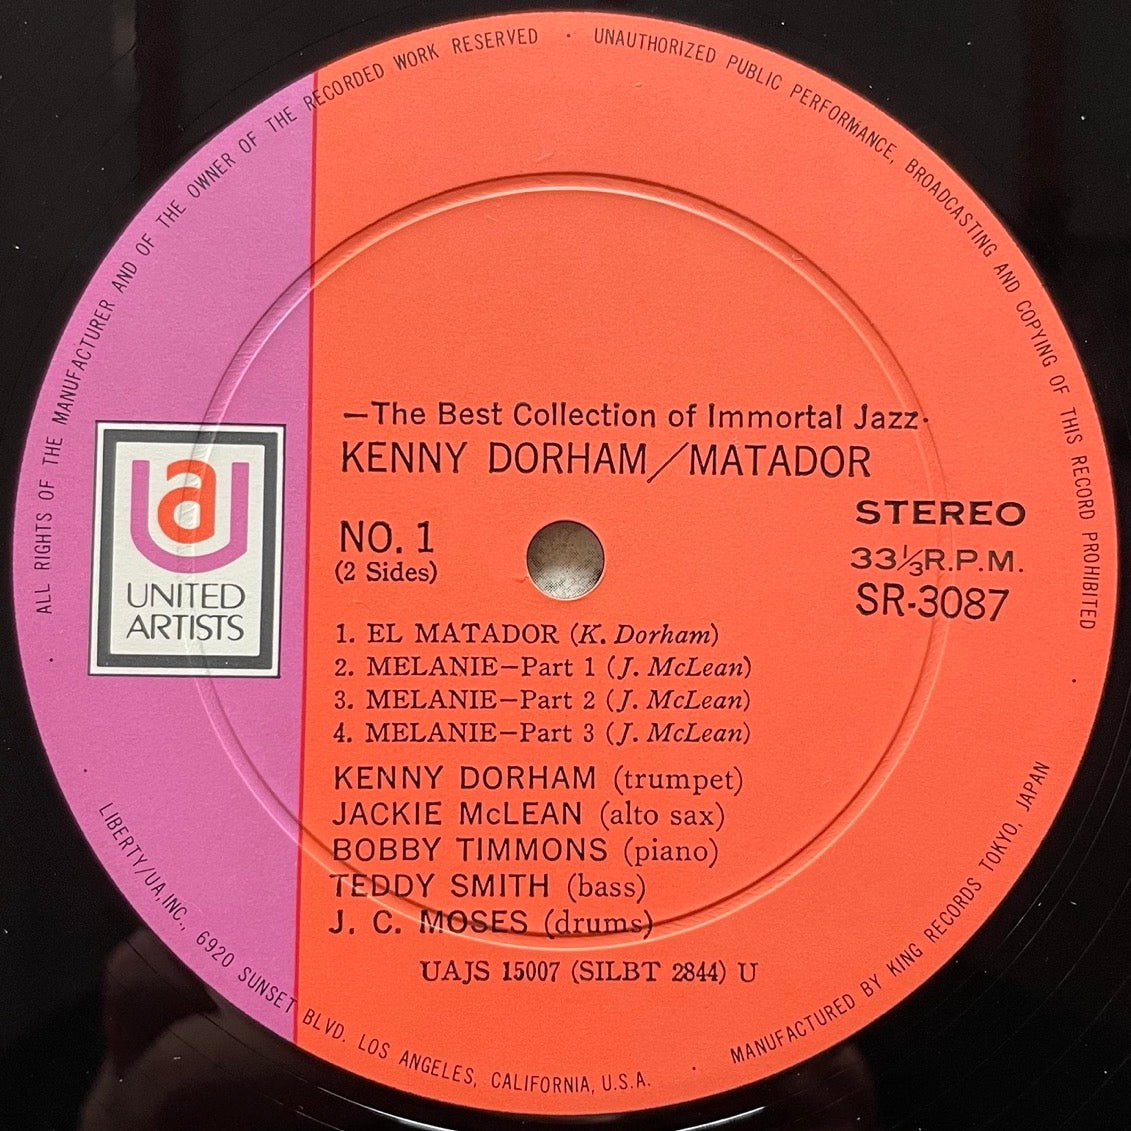 ALL RIGHTS OF THE MANUFACTURER AND OF THE OWNER OF THE RECORDED WORK RESERVED · UNAUTHORIZED PUBLIC PERFORMANCE, BROADCASTING AND COPYING OF THIS RECORD PROHIBITED
—The Best Collection of Immortal Jazz·
KENNY DORHAM/MATADOR
ua
UNITED
ARTISTS
NO. 1
(2 Sides)
STEREO
33⅓R.P.M.
SR-3087
1. EL MATADOR (K. Dorham)
2. MELANIE—Part 1 (J. McLean)
3. MELANIE—Part 2 (J. McLean)
4. MELANIE—Part 3 (J. McLean)
KENNY DORHAM (trumpet)
JACKIE McLEAN (alto sax)
BOBBY TIMMONS (piano)
TEDDY SMITH (bass)
J. C. MOSES (drums)
UAJS 15007 (SILBT 2844) U
LIBERTY/UA, INC., 6920 SUNSET BLVD. LOS ANGELES, CALIFORNIA, U.S.A. · MANUFACTURED BY KING RECORDS TOKYO, JAPAN